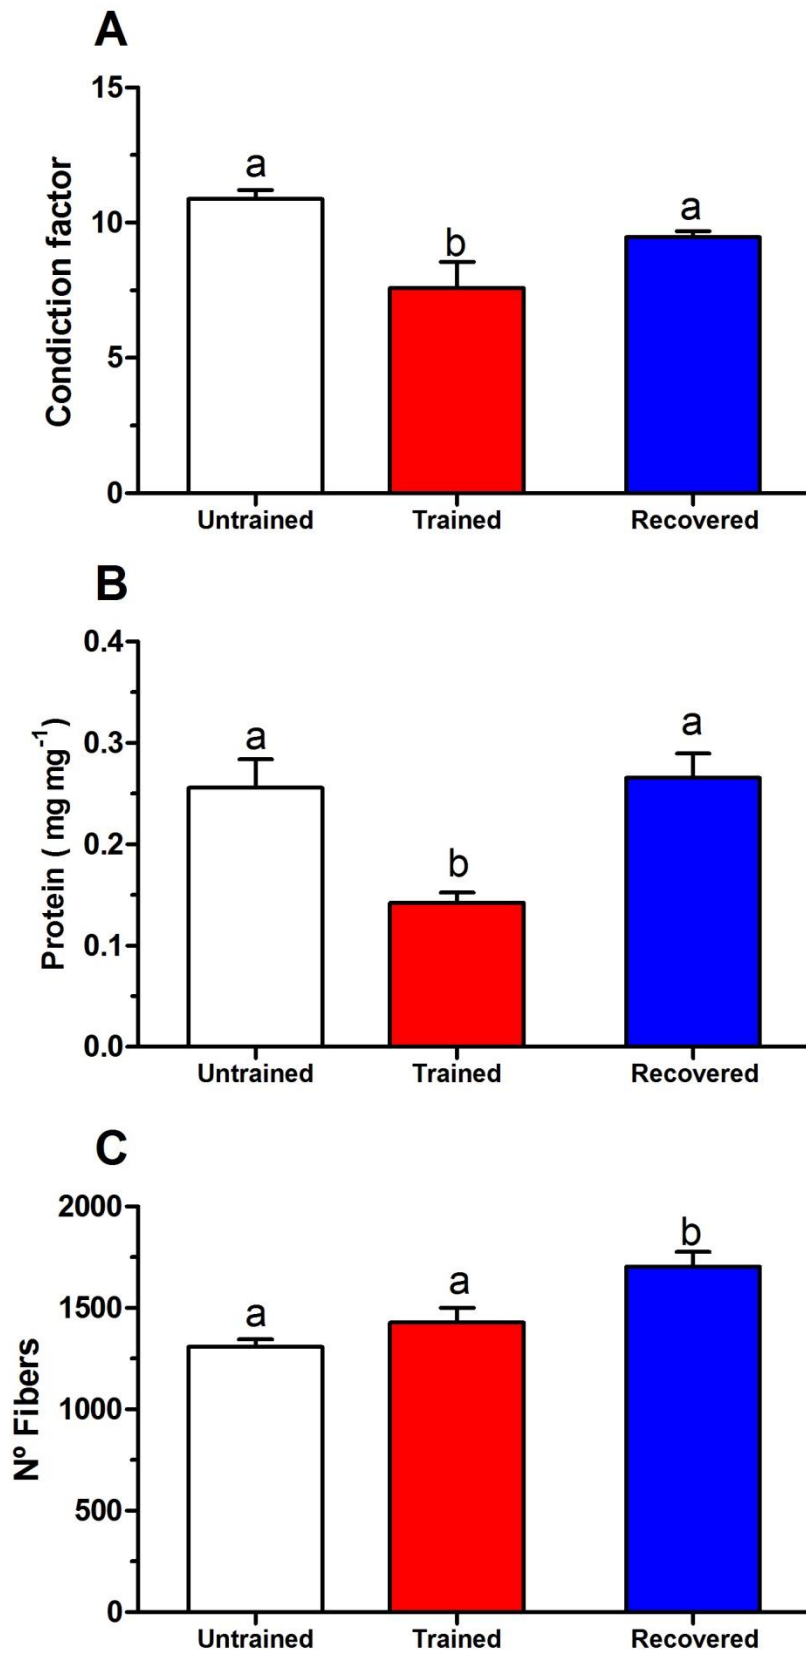 A
15
10
5
0
Condiction factor
a
b
a
Untrained Trained Recovered
B
0.4
0.3
0.2
0.1
0.0
Protein ( mg mg⁻¹)
a
b
a
Untrained Trained Recovered
C
2000
1500
1000
500
0
Nº Fibers
a
a
b
Untrained Trained Recovered